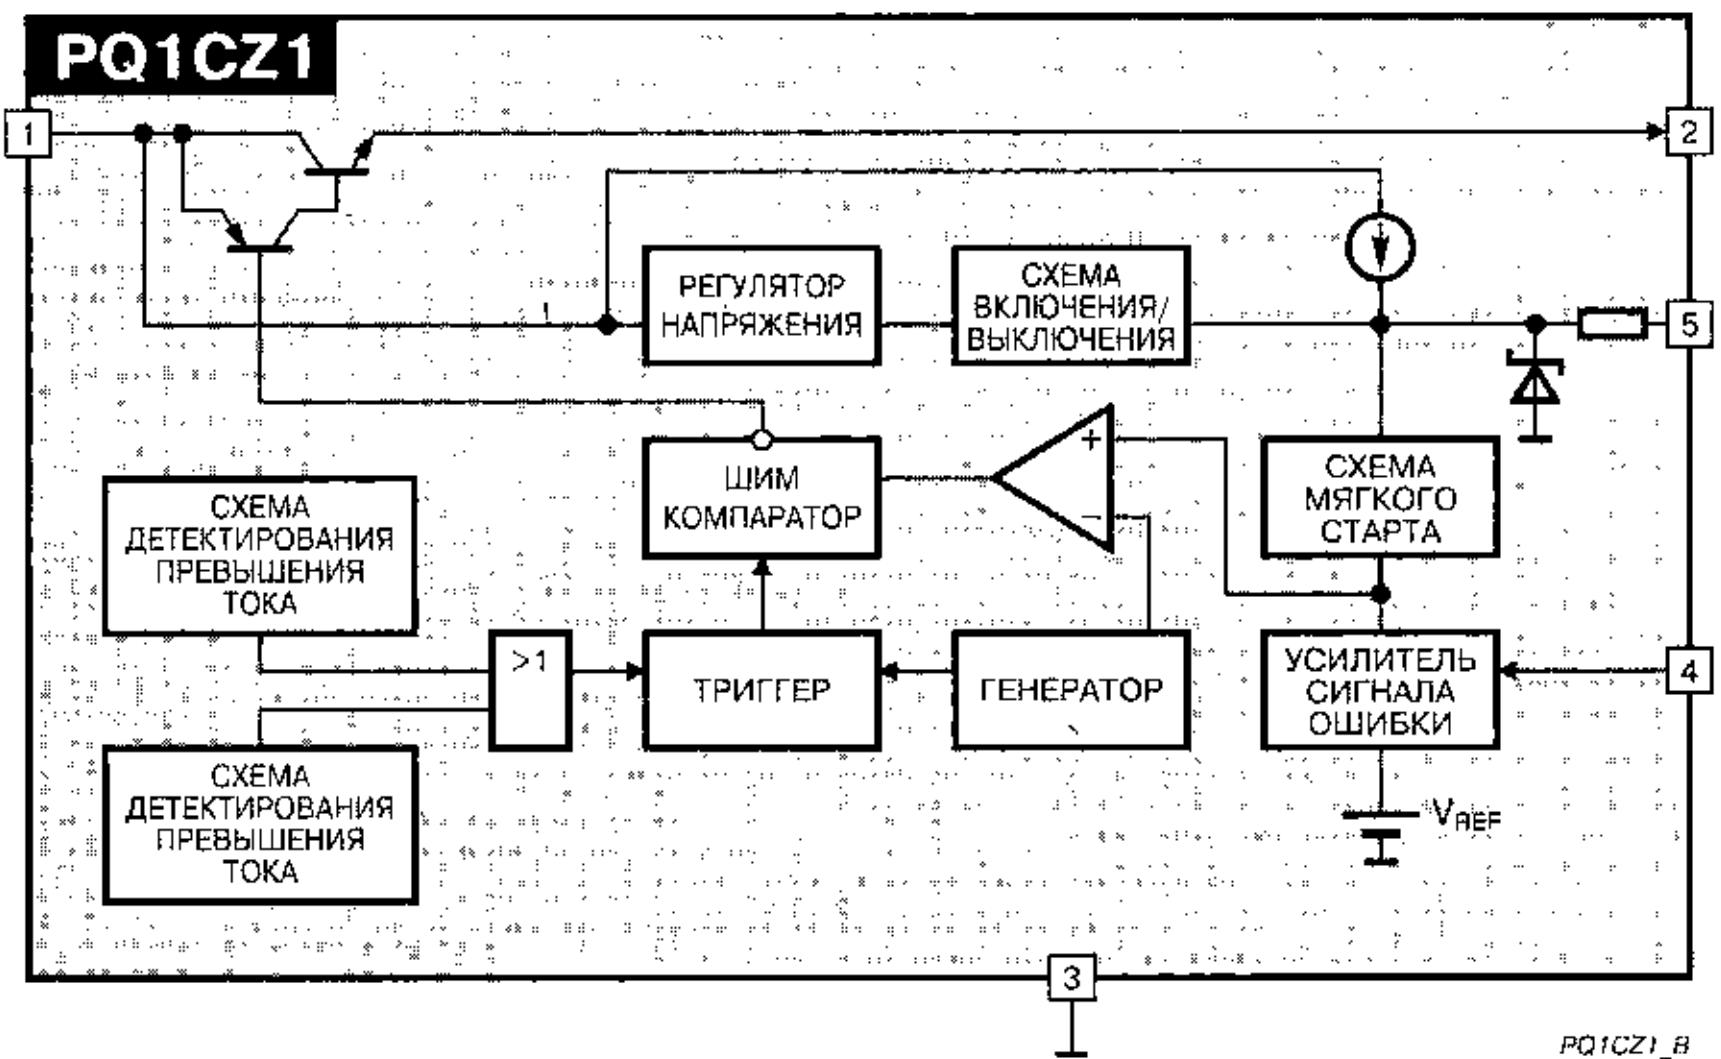 PQ1CZ1
1
2
РЕГУЛЯТОР
НАПРЯЖЕНИЯ
СХЕМА
ВКЛЮЧЕНИЯ/
ВЫКЛЮЧЕНИЯ
5
СХЕМА
ДЕТЕКТИРОВАНИЯ
ПРЕВЫШЕНИЯ
ТОКА
ШИМ
КОМПАРАТОР
+
−
СХЕМА
МЯГКОГО
СТАРТА
>1
ТРИГГЕР
ГЕНЕРАТОР
УСИЛИТЕЛЬ
СИГНАЛА
ОШИБКИ
4
СХЕМА
ДЕТЕКТИРОВАНИЯ
ПРЕВЫШЕНИЯ
ТОКА
VREF
3
PQ1CZ1_B